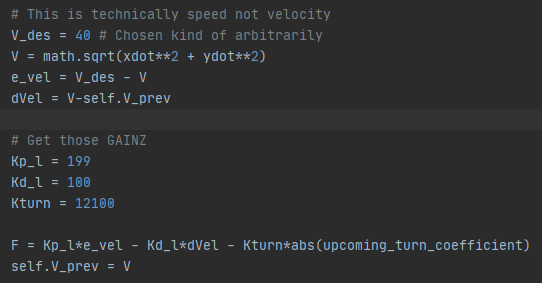 # This is technically speed not velocity
V_des = 40 # Chosen kind of arbitrarily
V = math.sqrt(xdot**2 + ydot**2)
e_vel = V_des - V
dVel = V-self.V_prev
# Get those GAINZ
Kp_l = 199
Kd_l = 100
Kturn = 12100
F = Kp_l*e_vel - Kd_l*dVel - Kturn*abs(upcoming_turn_coefficient)
self.V_prev = V